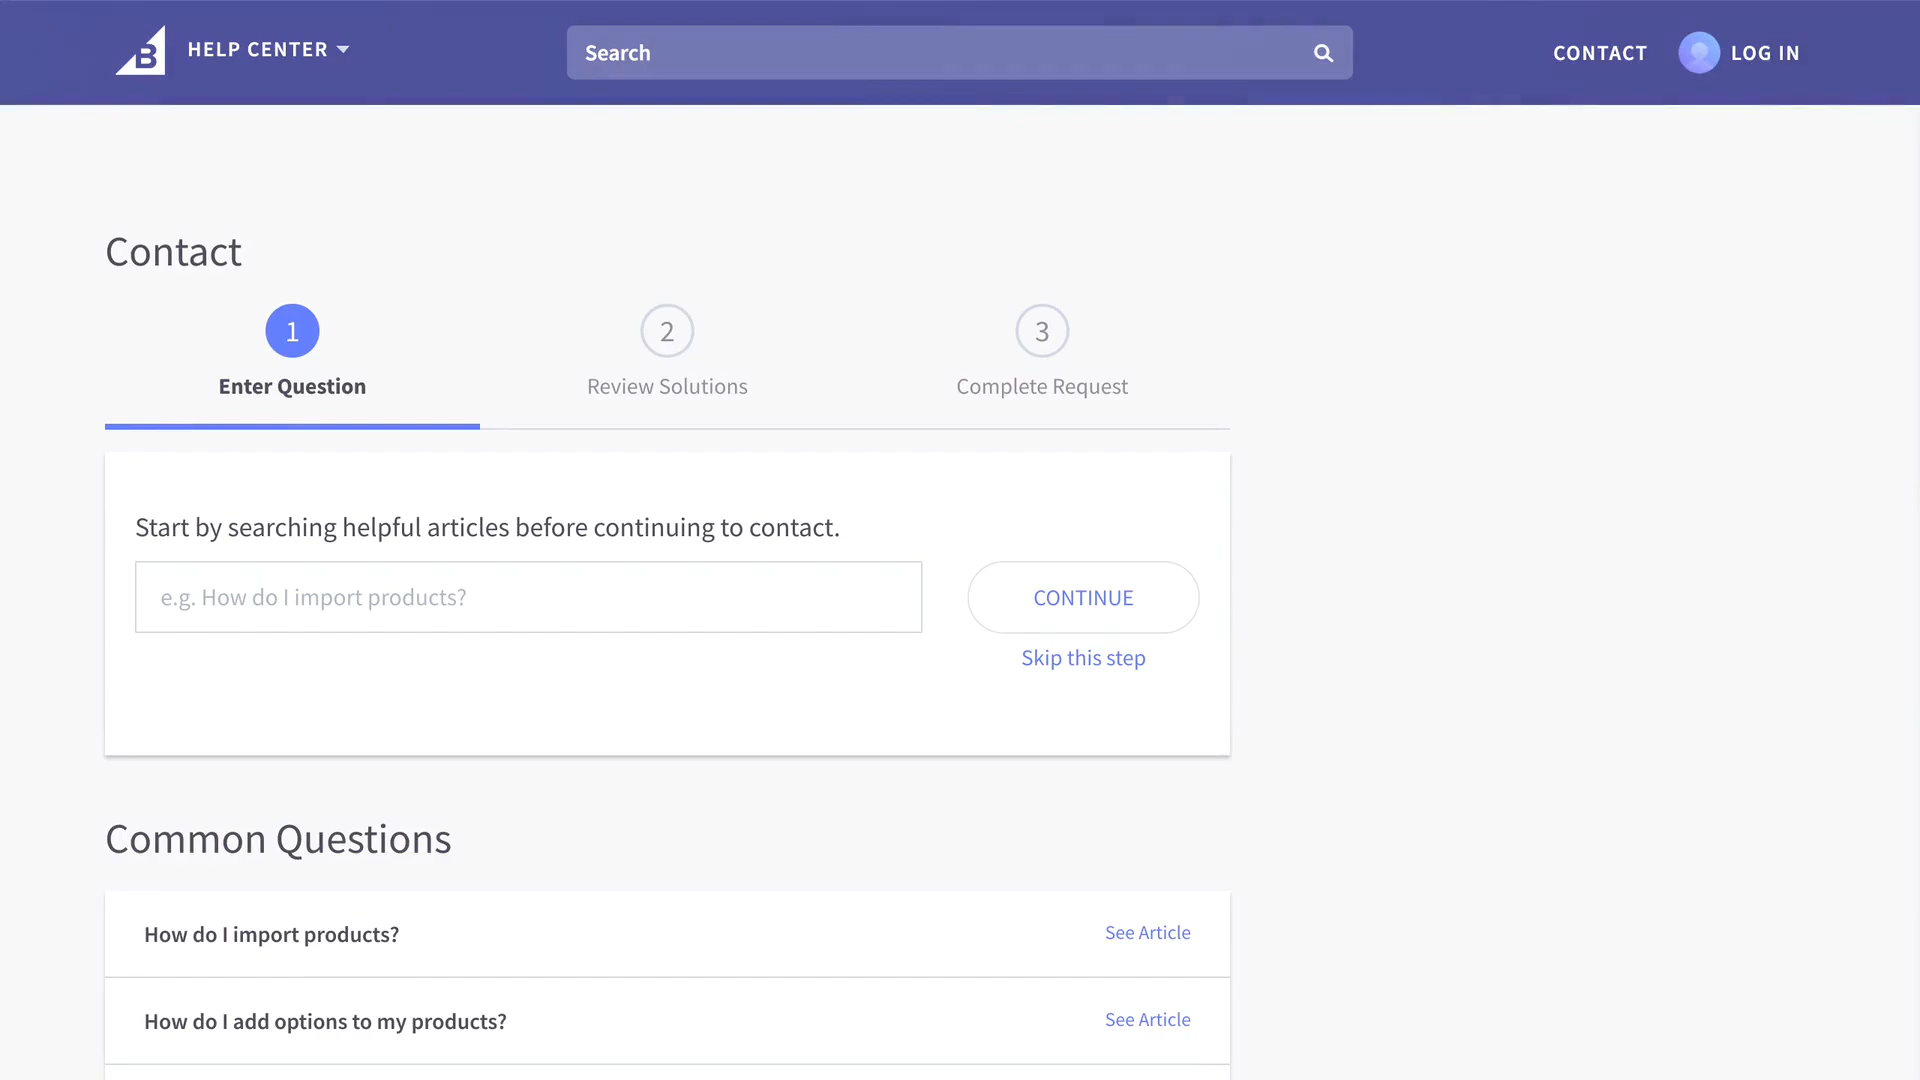 B
HELP CENTER
Search
CONTACT
LOG IN
Contact
1
2
3
Enter Question
Review Solutions
Complete Request
Start by searching helpful articles before continuing to contact.
e.g. How do I import products?
CONTINUE
Skip this step
Common Questions
How do I import products?
See Article
How do I add options to my products?
See Article